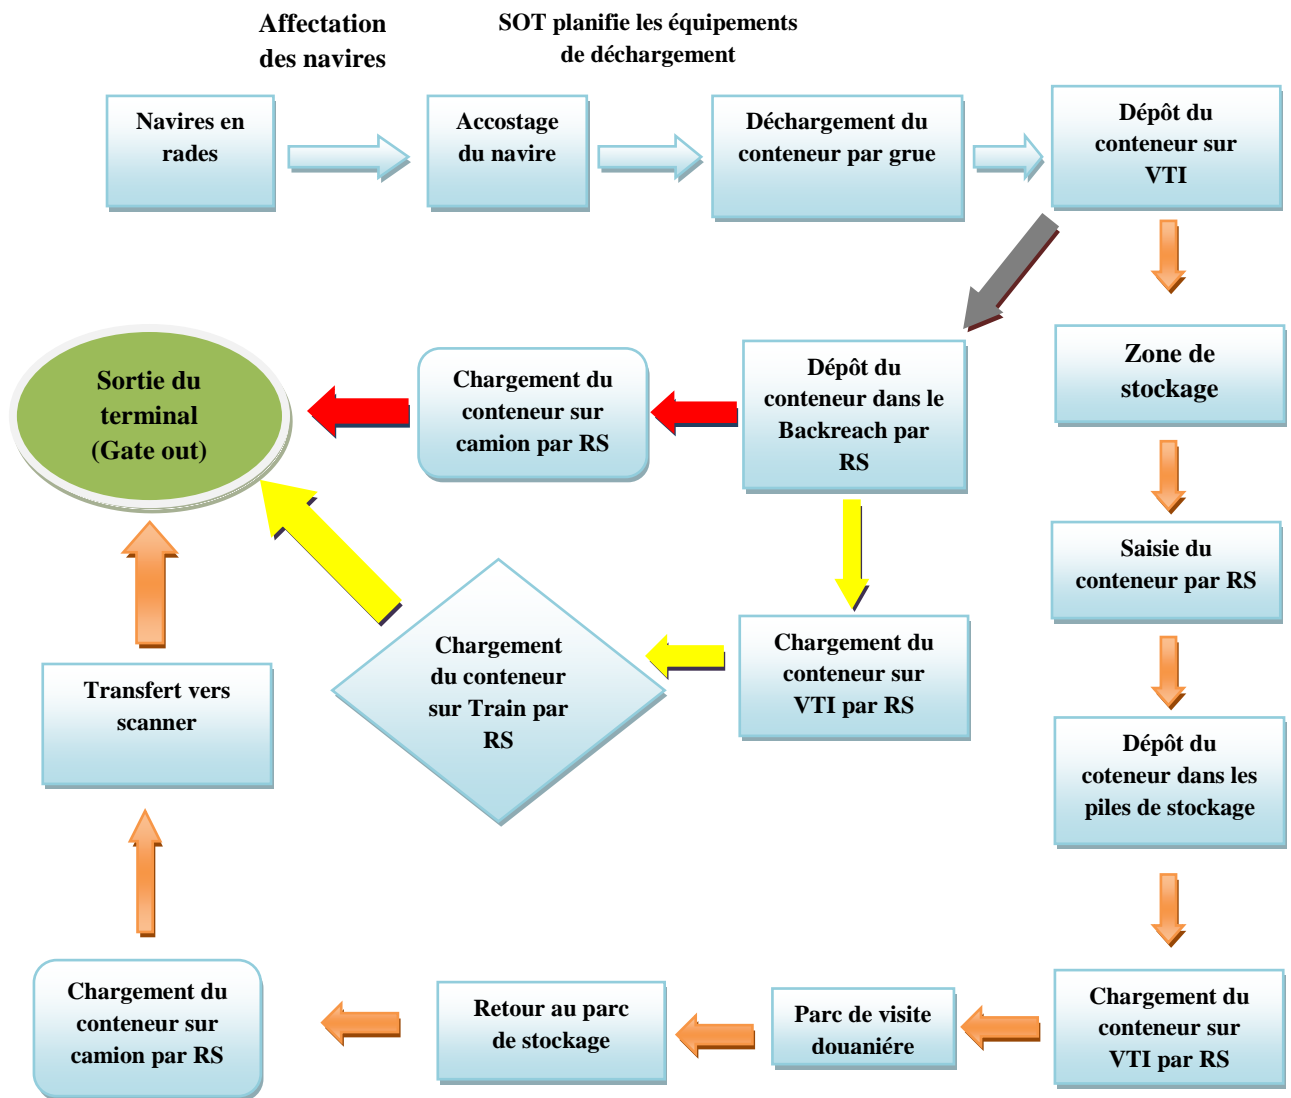 Affectation
des navires
SOT planifie les équipements
de déchargement
Navires en
rades
Accostage
du navire
Déchargement du
conteneur par grue
Dépôt du
conteneur sur
VTI
Sortie du
terminal
(Gate out)
Chargement du
conteneur sur
camion par RS
Dépôt du
conteneur dans le
Backreach par
RS
Zone de
stockage
Saisie du
conteneur par RS
Chargement
du conteneur
sur Train par
RS
Chargement du
conteneur sur
VTI par RS
Transfert vers
scanner
Dépôt du
coteneur dans les
piles de stockage
Chargement du
conteneur sur
camion par RS
Retour au parc
de stockage
Parc de visite
douaniére
Chargement du
conteneur sur
VTI par RS